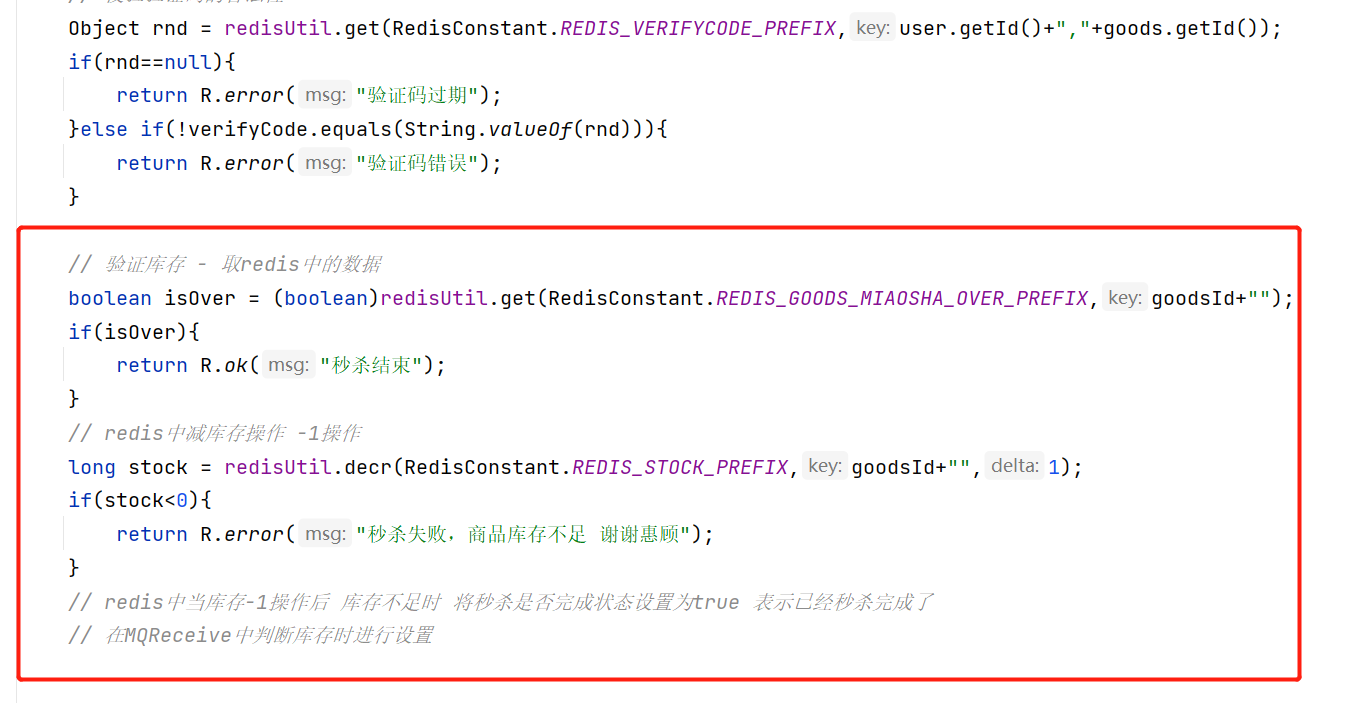 Object rnd = redisUtil.get(RedisConstant.REDIS_VERIFYCODE_PREFIX, key: user.getId()+","+goods.getId());
if(rnd==null){
    return R.error( msg: "验证码过期");
}else if(!verifyCode.equals(String.valueOf(rnd))){
    return R.error( msg: "验证码错误");
}
// 验证库存 - 取redis中的数据
boolean isOver = (boolean)redisUtil.get(RedisConstant.REDIS_GOODS_MIAOSHA_OVER_PREFIX, key: goodsId+"");
if(isOver){
    return R.ok( msg: "秒杀结束");
}
// redis中减库存操作 -1操作
long stock = redisUtil.decr(RedisConstant.REDIS_STOCK_PREFIX, key: goodsId+"", delta: 1);
if(stock<0){
    return R.error( msg: "秒杀失败，商品库存不足 谢谢惠顾");
}
// redis中当库存-1操作后 库存不足时 将秒杀是否完成状态设置为true 表示已经秒杀完成了
// 在MQReceive中判断库存时进行设置